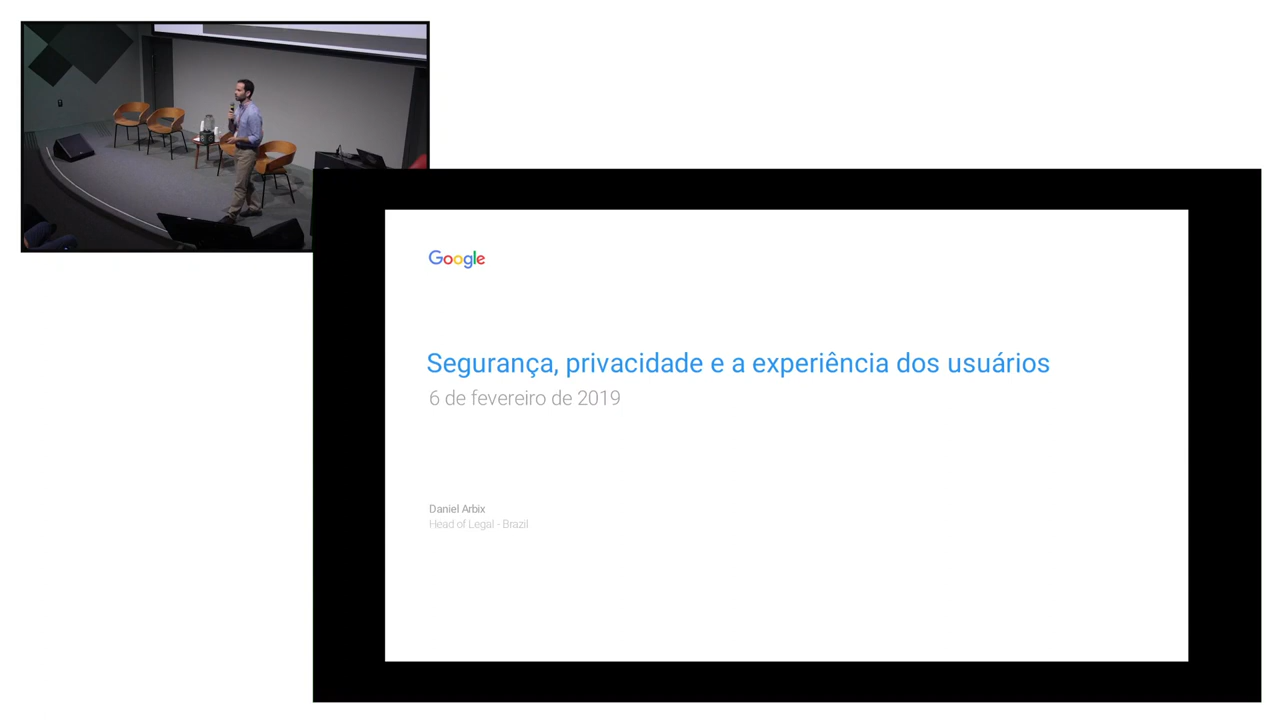 Google
Segurança, privacidade e a experiência dos usuários
6 de fevereiro de 2019
Daniel Arbix
Head of Legal - Brazil